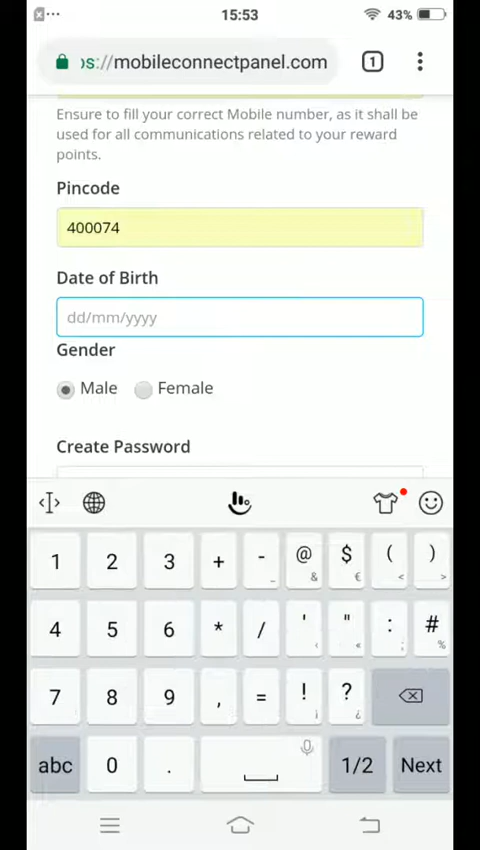 15:53
43%
os://mobileconnectpanel.com
1
Ensure to fill your correct Mobile number, as it shall be
used for all communications related to your reward
points.
Pincode
400074
Date of Birth
dd/mm/yyyy
Gender
Male Female
Create Password
1 2 3 + - _ @ & $ € ( < ) >
4 5 6 * / ' ‹ " « : ; # %
7 8 9 , = ! ¡ ? ¿
abc 0 . 1/2 Next